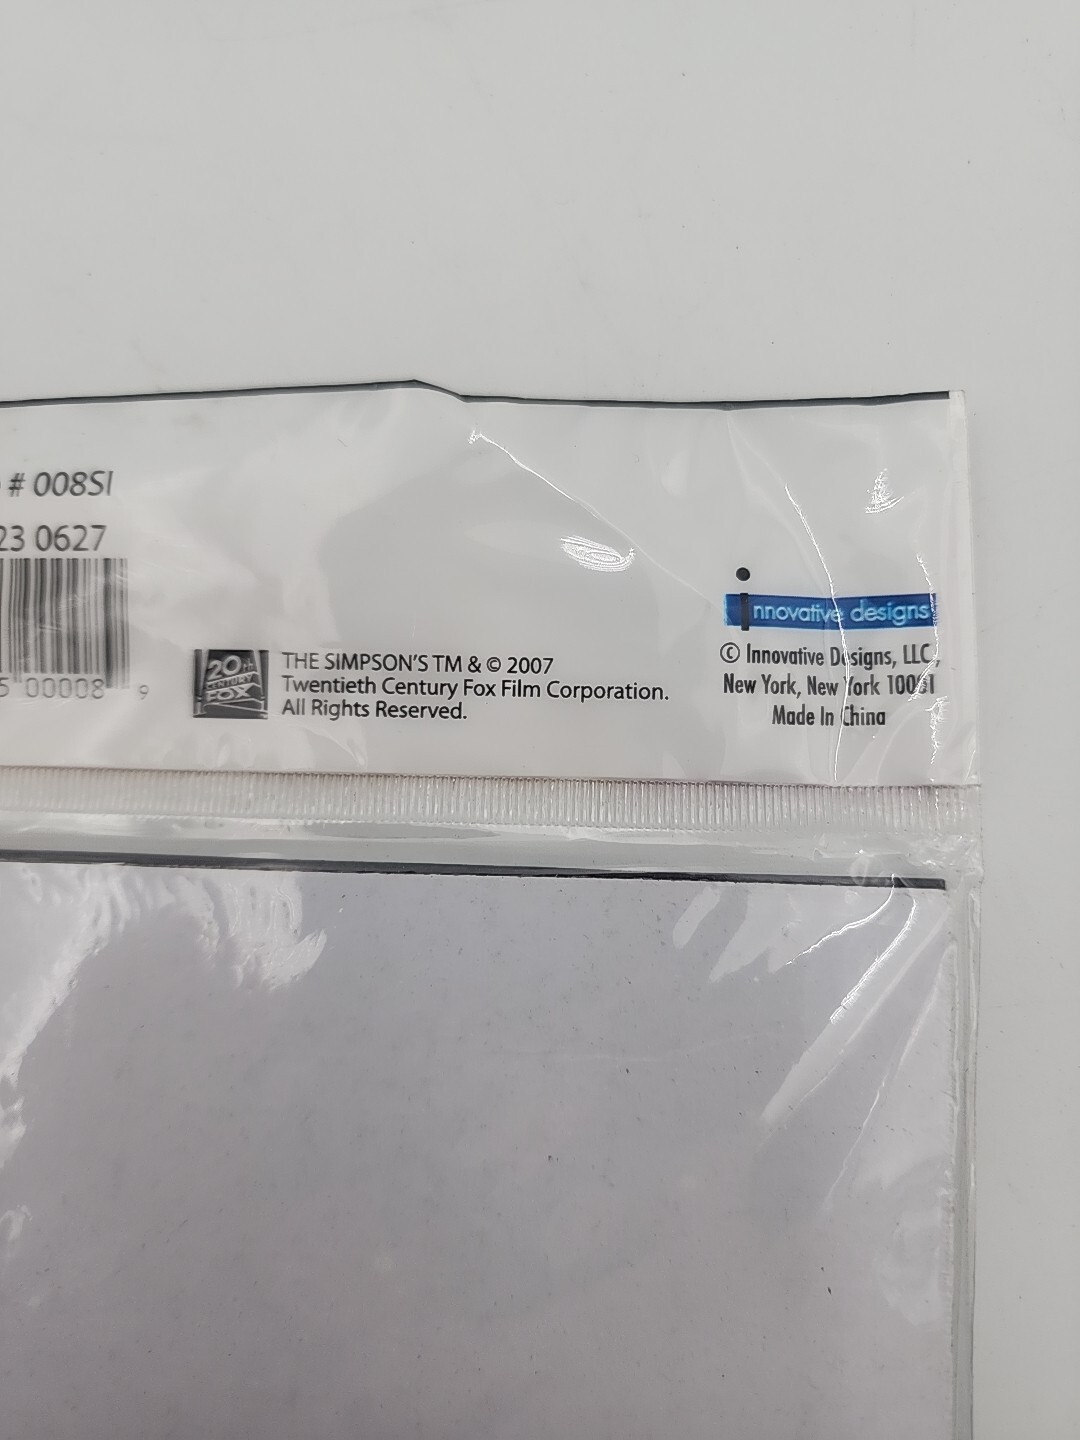 # 008SI
23 0627
5 00008 9
20th
CENTURY
FOX
THE SIMPSON'S TM & © 2007
Twentieth Century Fox Film Corporation.
All Rights Reserved.
innovative designs
© Innovative Designs, LLC,
New York, New York
Made In China